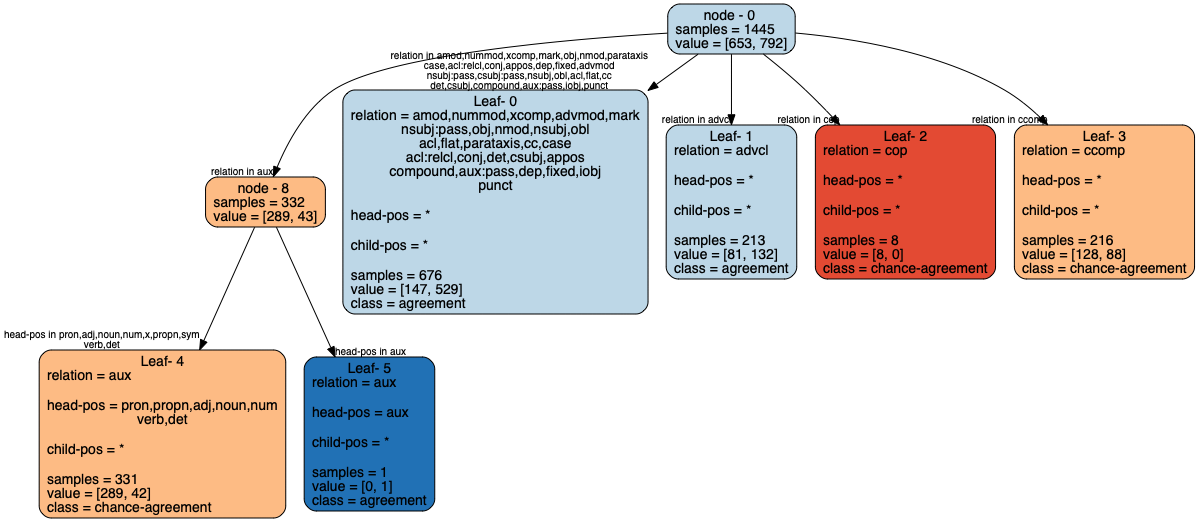 node - 0
samples = 1445
value = [653, 792]
relation in amod,nummod,xcomp,mark,obj,nmod,parataxis
case,acl:relcl,conj,appos,dep,fixed,advmod
nsubj:pass,csubj:pass,nsubj,obl,acl,flat,cc
det,csubj,compound,aux:pass,iobj,punct
Leaf- 0
relation = amod,nummod,xcomp,advmod,mark
nsubj:pass,obj,nmod,nsubj,obl
acl,flat,parataxis,cc,case
acl:relcl,conj,det,csubj,appos
compound,aux:pass,dep,fixed,iobj
punct
head-pos = *
child-pos = *
samples = 676
value = [147, 529]
class = agreement
relation in advcl
Leaf- 1
relation = advcl
head-pos = *
child-pos = *
samples = 213
value = [81, 132]
class = agreement
relation in cop
Leaf- 2
relation = cop
head-pos = *
child-pos = *
samples = 8
value = [8, 0]
class = chance-agreement
relation in ccomp
Leaf- 3
relation = ccomp
head-pos = *
child-pos = *
samples = 216
value = [128, 88]
class = chance-agreement
relation in aux
node - 8
samples = 332
value = [289, 43]
head-pos in pron,adj,noun,num,x,propn,sym
verb,det
Leaf- 4
relation = aux
head-pos = pron,propn,adj,noun,num
verb,det
child-pos = *
samples = 331
value = [289, 42]
class = chance-agreement
head-pos in aux
Leaf- 5
relation = aux
head-pos = aux
child-pos = *
samples = 1
value = [0, 1]
class = agreement